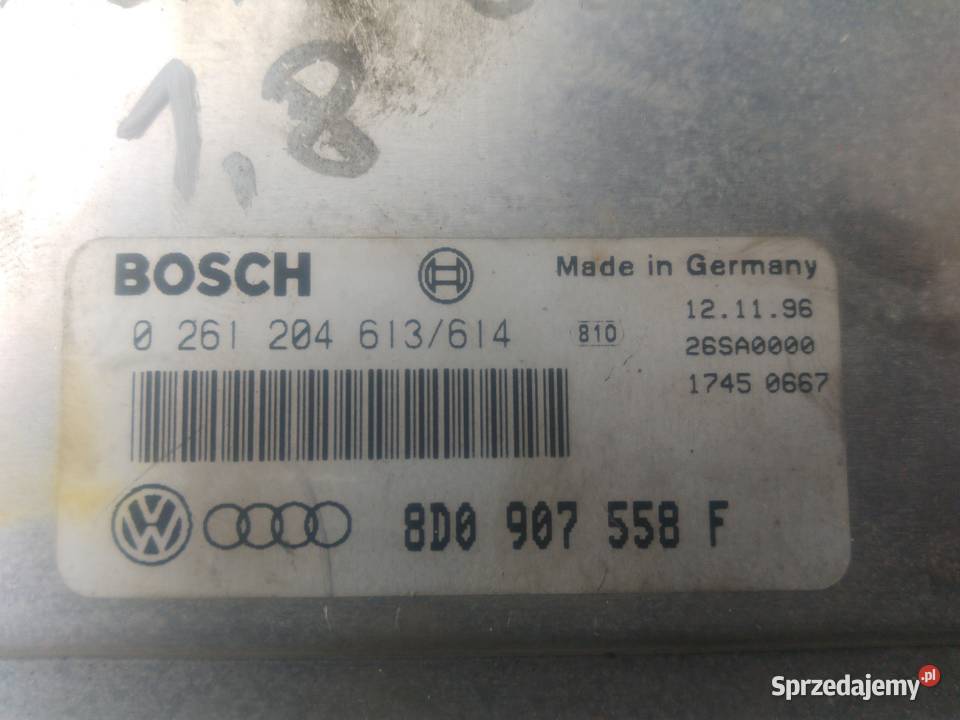 1,8
BOSCH
Made in Germany
0 261 204 613/614
810
12.11.96
26SA0000
1745 0667
VW
8D0 907 558 F
Sprzedajemy.pl